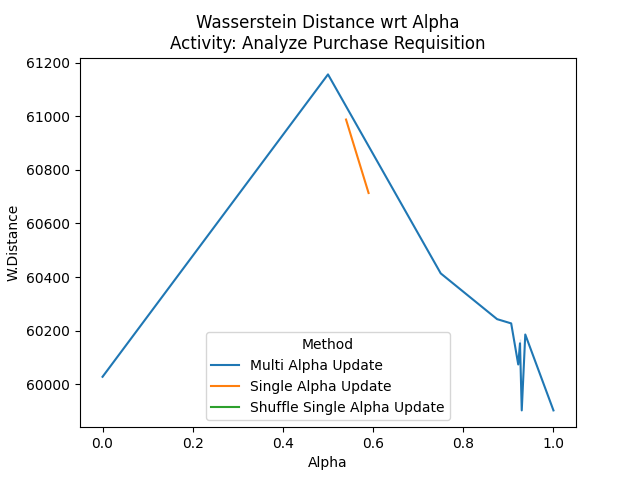 Wasserstein Distance wrt Alpha
Activity: Analyze Purchase Requisition
61200
61000
60800
60600
60400
60200
60000
W.Distance
Method
Multi Alpha Update
Single Alpha Update
Shuffle Single Alpha Update
0.0 0.2 0.4 0.6 0.8 1.0
Alpha